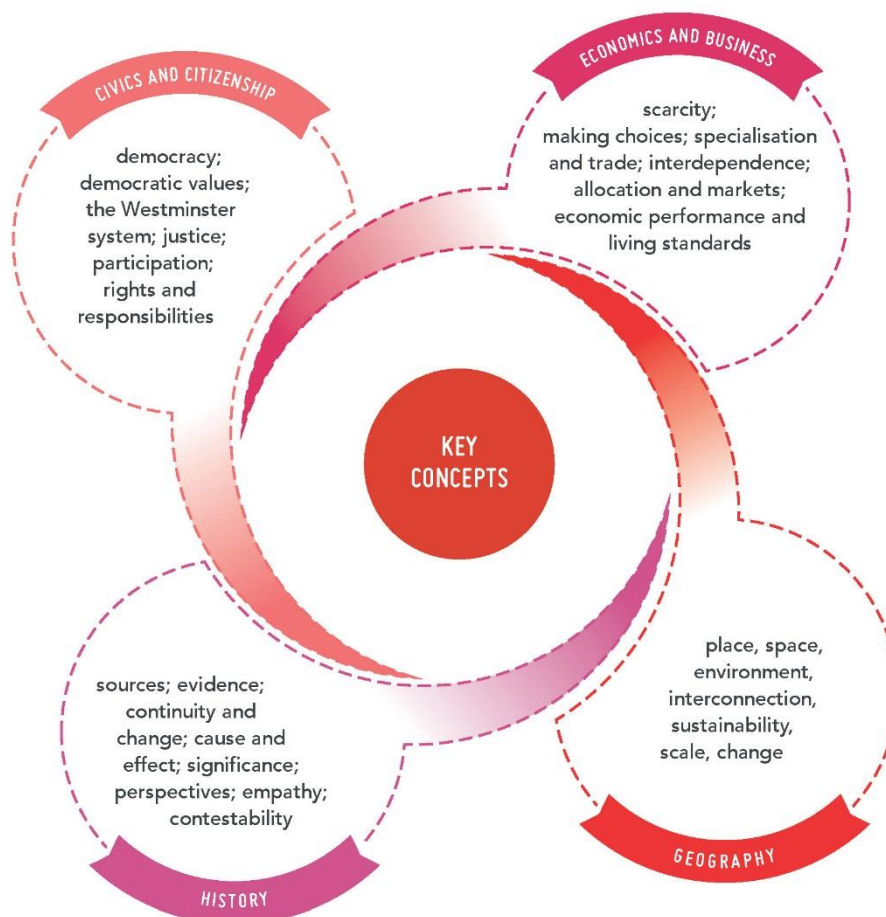 CIVICS AND CITIZENSHIP
democracy;
democratic values;
the Westminster
system; justice;
participation;
rights and
responsibilities
ECONOMICS AND BUSINESS
scarcity;
making choices; specialisation
and trade; interdependence;
allocation and markets;
economic performance and
living standards
KEY
CONCEPTS
sources; evidence;
continuity and
change; cause and
effect; significance;
perspectives; empathy;
contestability
HISTORY
place, space,
environment,
interconnection,
sustainability,
scale, change
GEOGRAPHY